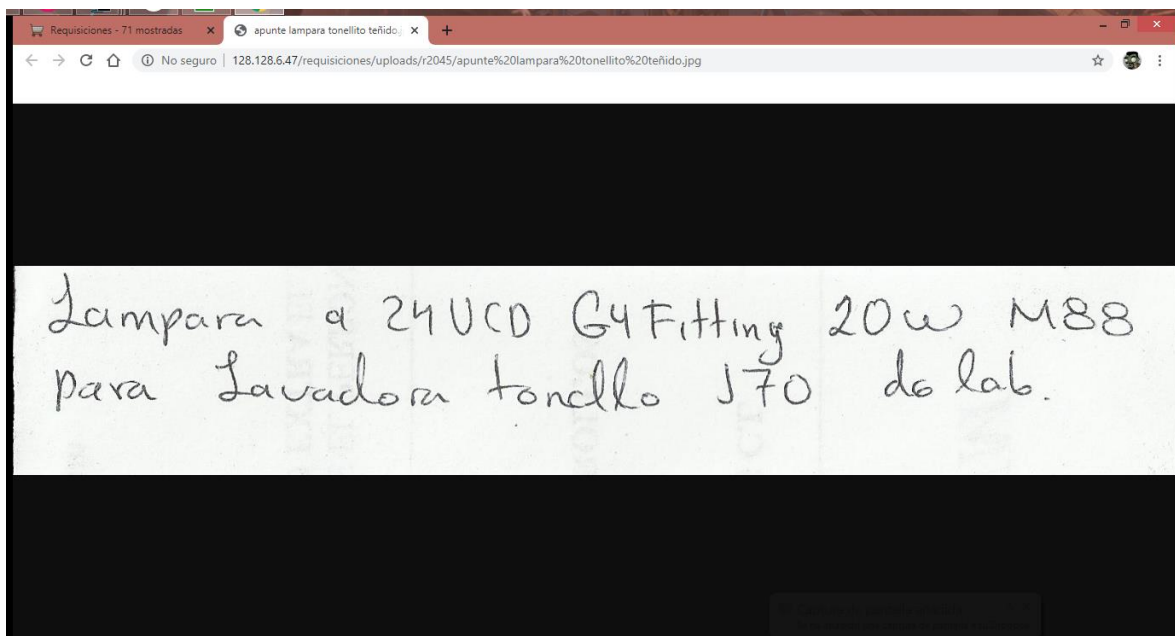 Requisiciones - 71 mostradas
apunte lampara tonellito teñido.j
No seguro
128.128.6.47/requisiciones/uploads/r2045/apunte%20lampara%20tonellito%20teñido.jpg
Lampara a 24VCD G4 Fitting 20w M88
para Lavadora tonello J70 de lab.